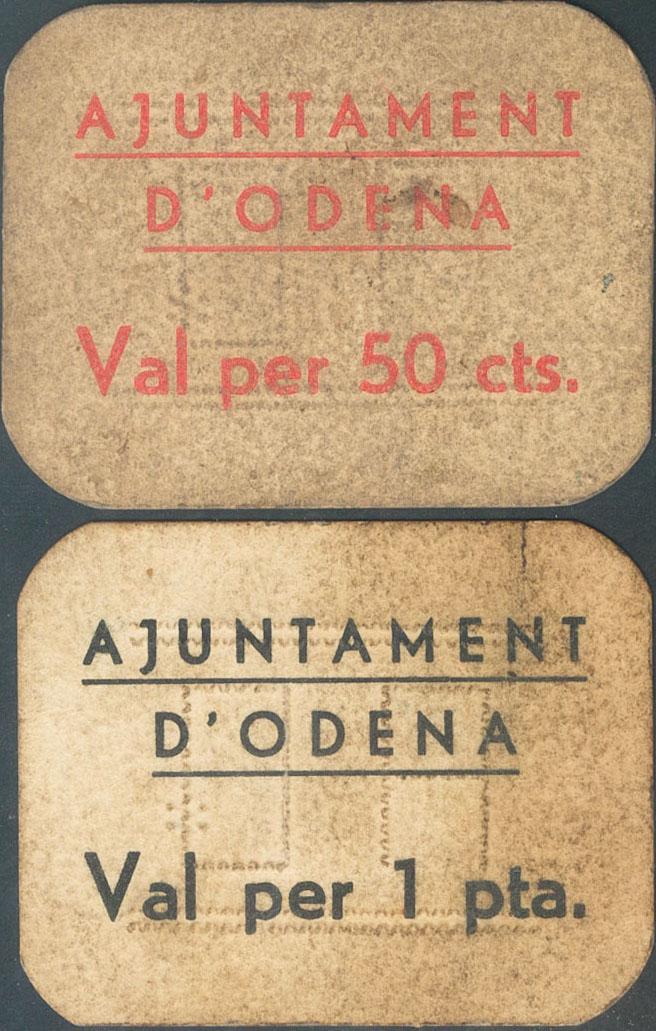 AJUNTAMENT
D'ODENA
Val per 50 cts.
AJUNTAMENT
D'ODENA
Val per 1 pta.